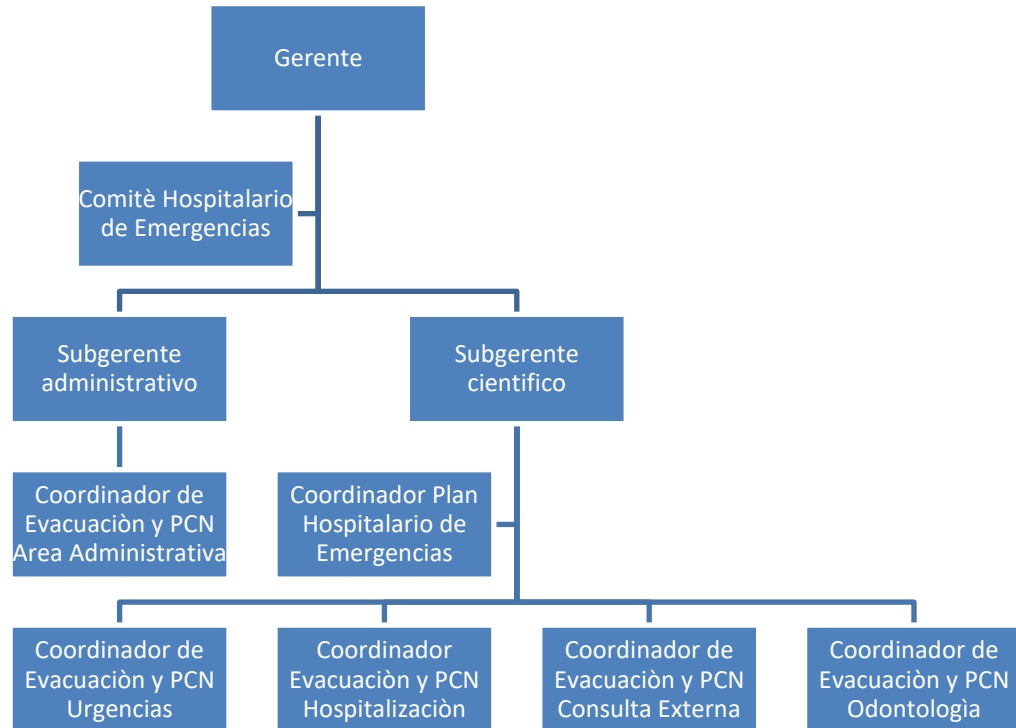 Gerente
Comitè Hospitalario
de Emergencias
Subgerente
administrativo
Subgerente
cientifico
Coordinador de
Evacuaciòn y PCN
Area Administrativa
Coordinador Plan
Hospitalario de
Emergencias
Coordinador de
Evacuaciòn y PCN
Urgencias
Coordinador
Evacuaciòn y PCN
Hospitalizaciòn
Coordinador de
Evacuaciòn y PCN
Consulta Externa
Coordinador de
Evacuaciòn y PCN
Odontologìa